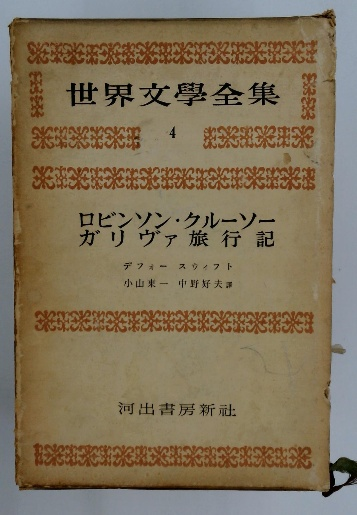 世界文學全集
4
ロビンソン・クルーソー
ガリヴァ旅行記
デフォー スウィフト
小山東一 中野好夫 譯
河出書房新社